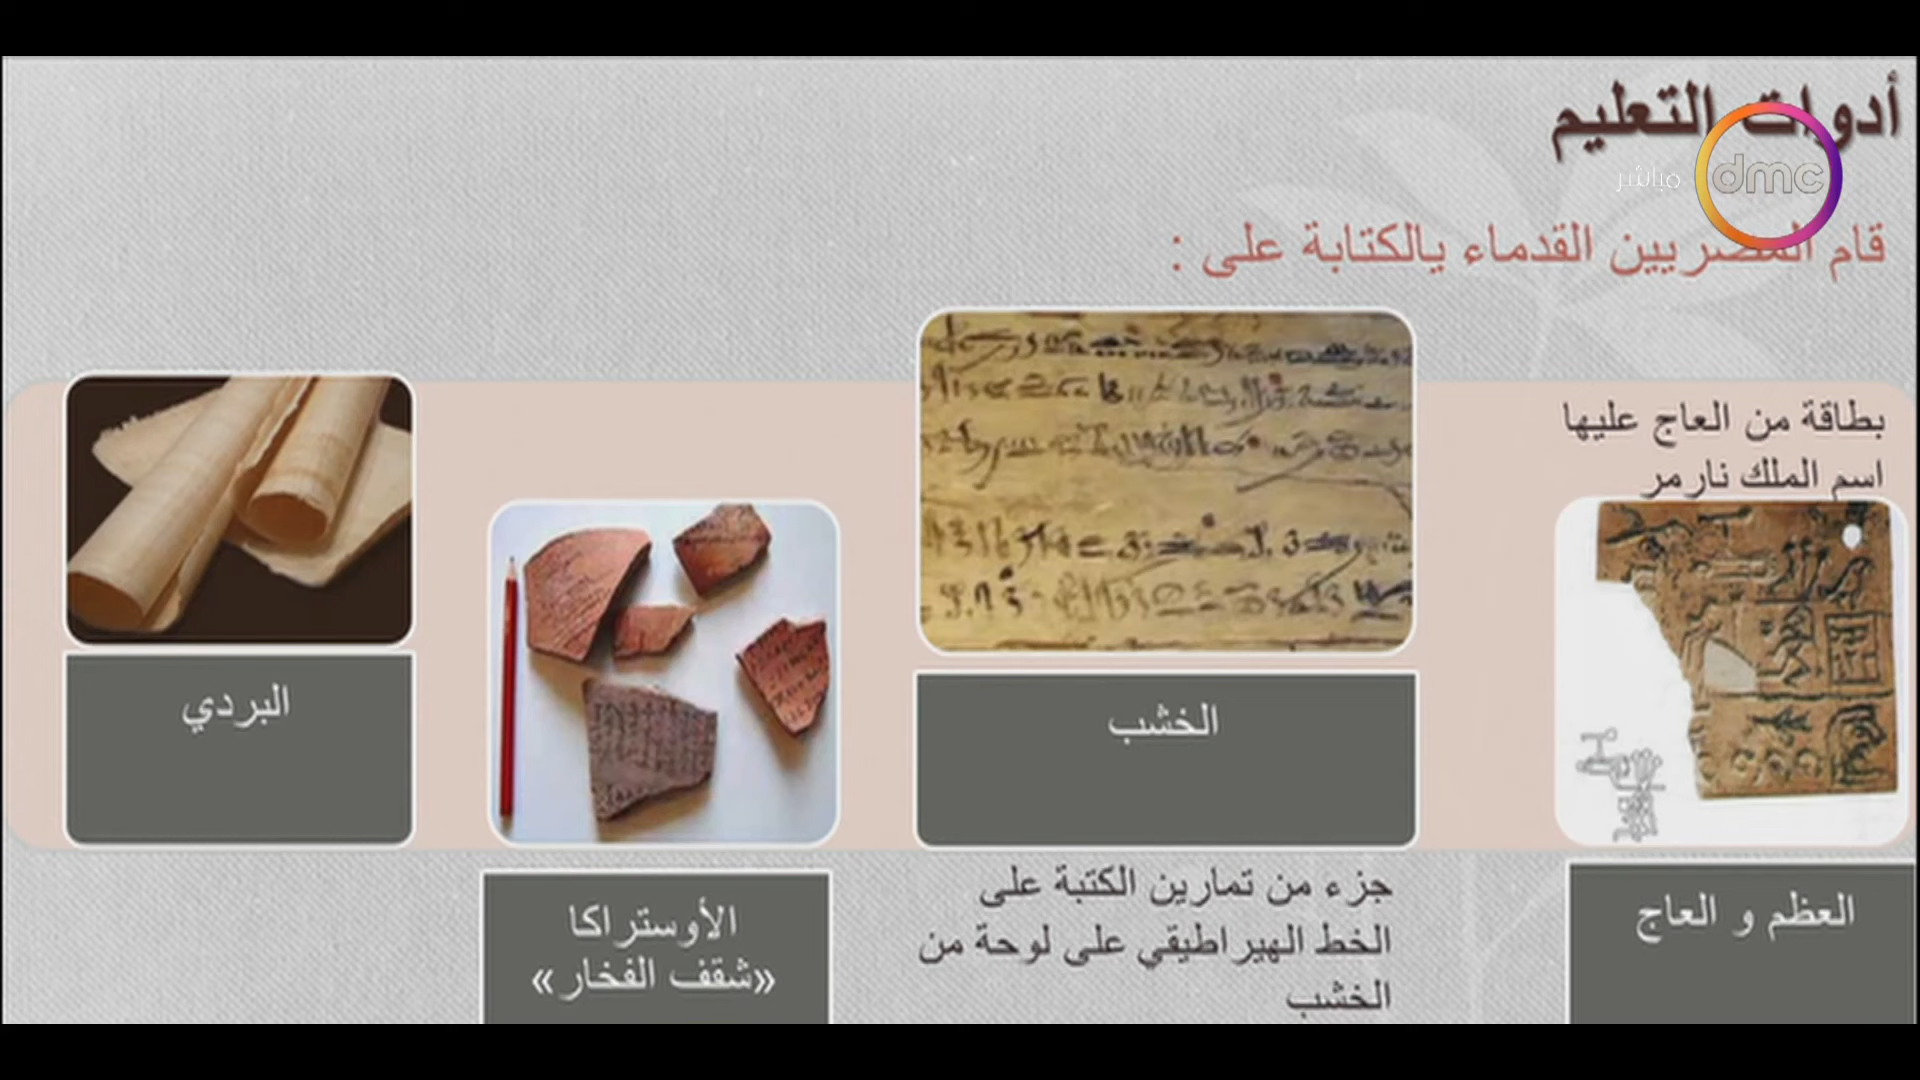 أدوات التعليم
مباشر
dmc
قام المصريين القدماء يالكتابة على :
بطاقة من العاج عليها
اسم الملك نارمر
العظم و العاج
الخشب
جزء من تمارين الكتبة على
الخط الهيراطيقي على لوحة من
الخشب
الأوستراكا
«شقف الفخار»
البردي